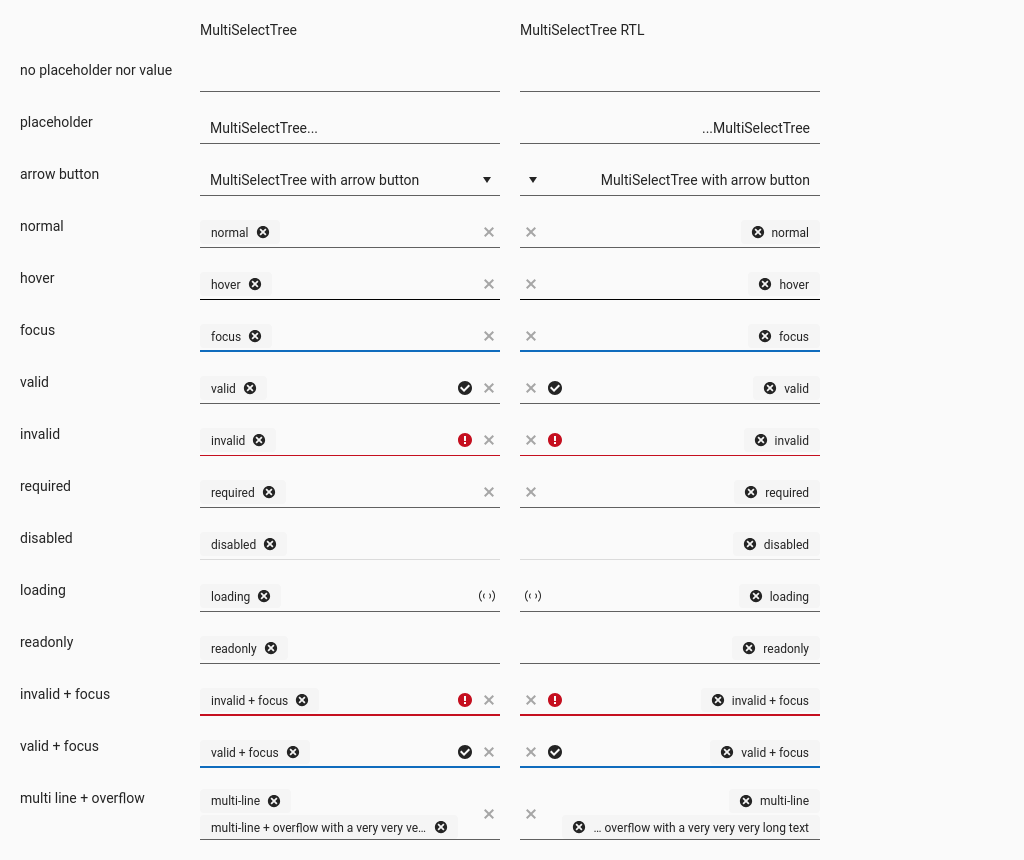 MultiSelectTree MultiSelectTree RTL
no placeholder nor value
placeholder MultiSelectTree... ...MultiSelectTree
arrow button MultiSelectTree with arrow button MultiSelectTree with arrow button
normal normal normal
hover hover hover
focus focus focus
valid valid valid
invalid invalid invalid
required required required
disabled disabled disabled
loading loading loading
readonly readonly readonly
invalid + focus invalid + focus invalid + focus
valid + focus valid + focus valid + focus
multi line + overflow multi-line multi-line
multi-line + overflow with a very very ve... ... overflow with a very very very long text